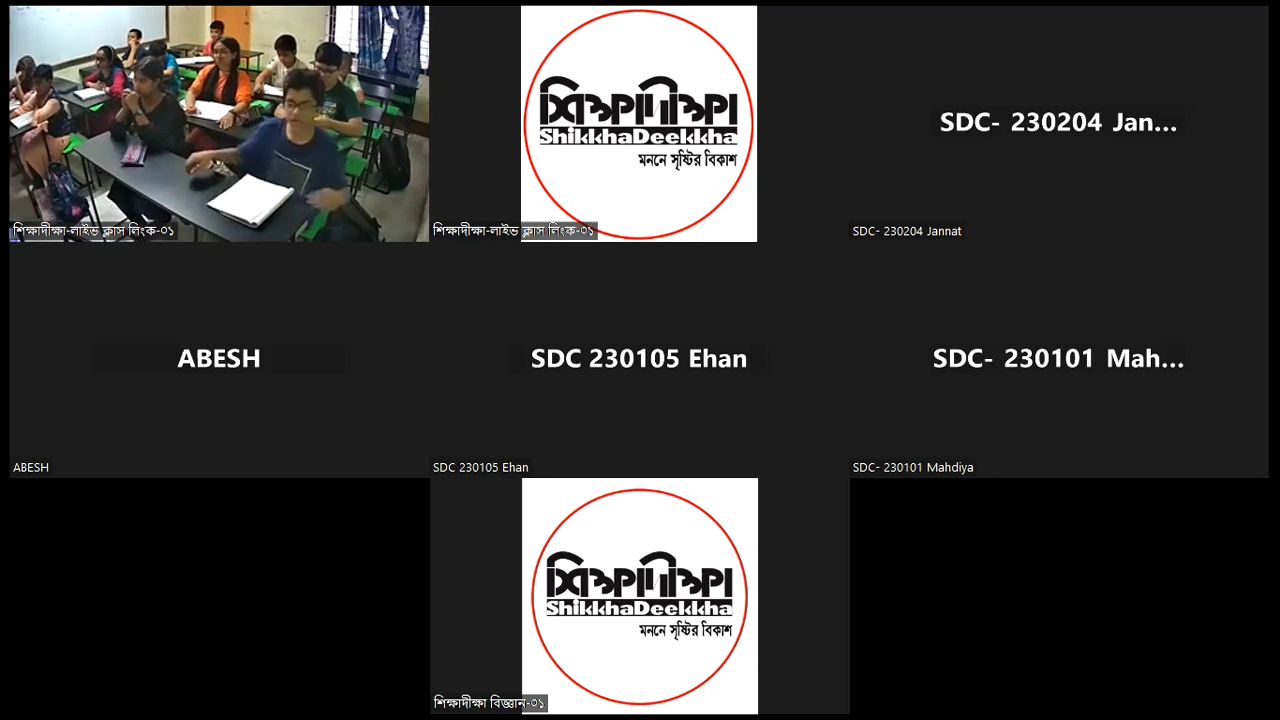 শিক্ষাদীক্ষা-লাইভ ক্লাস লিংক-০১
শিক্ষাদীক্ষা
ShikkhaDeekkha
মননে সৃষ্টির বিকাশ
শিক্ষাদীক্ষা-লাইভ ক্লাস লিংক-০১
SDC- 230204 Jan...
SDC- 230204 Jannat
ABESH
ABESH
SDC 230105 Ehan
SDC 230105 Ehan
SDC- 230101 Mah...
SDC- 230101 Mahdiya
শিক্ষাদীক্ষা
ShikkhaDeekkha
মননে সৃষ্টির বিকাশ
শিক্ষাদীক্ষা বিজ্ঞান-০১